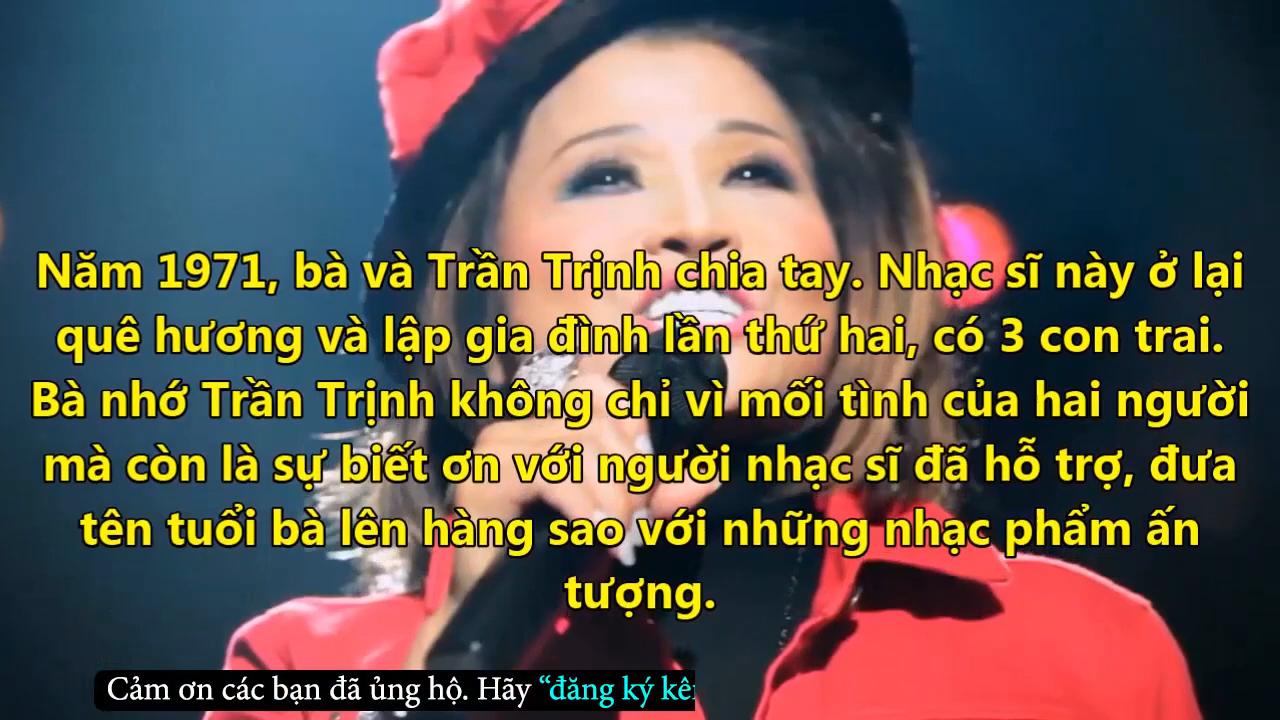 Năm 1971, bà và Trần Trịnh chia tay. Nhạc sĩ này ở lại
quê hương và lập gia đình lần thứ hai, có 3 con trai.
Bà nhớ Trần Trịnh không chỉ vì mối tình của hai người
mà còn là sự biết ơn với người nhạc sĩ đã hỗ trợ, đưa
tên tuổi bà lên hàng sao với những nhạc phẩm ấn
tượng.
Cảm ơn các bạn đã ủng hộ. Hãy “đăng ký